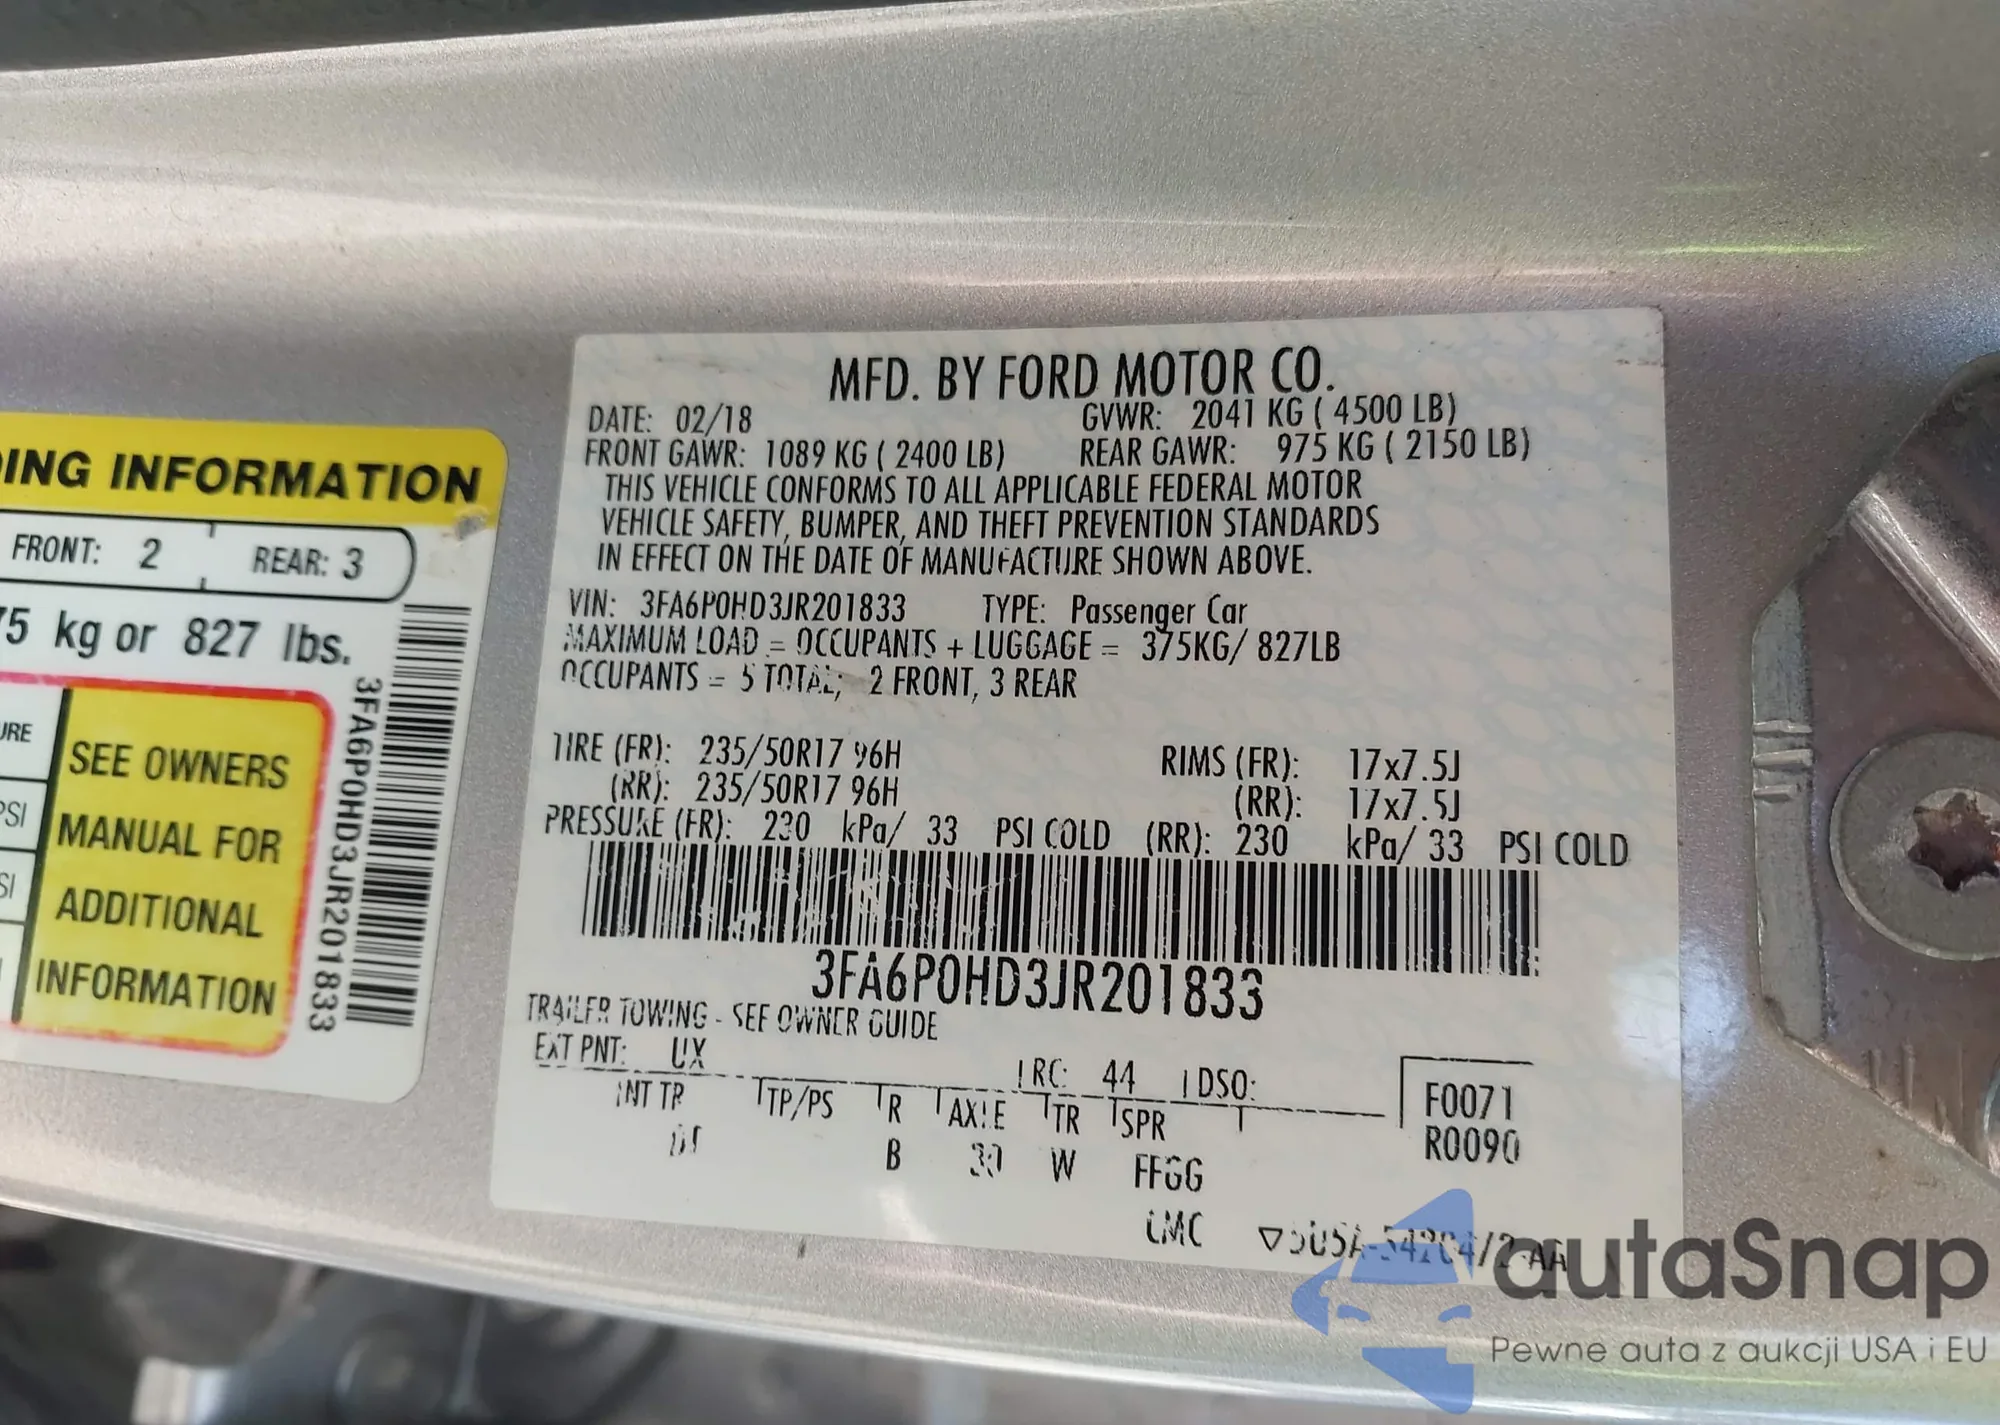 DING INFORMATION
FRONT: 2 REAR: 3
75 kg or 827 lbs.
URE
PSI
SI
SEE OWNERS
MANUAL FOR
ADDITIONAL
INFORMATION
3FA6P0HD3JR201833
MFD. BY FORD MOTOR CO.
DATE: 02/18 GVWR: 2041 KG ( 4500 LB)
FRONT GAWR: 1089 KG ( 2400 LB) REAR GAWR: 975 KG ( 2150 LB)
THIS VEHICLE CONFORMS TO ALL APPLICABLE FEDERAL MOTOR
VEHICLE SAFETY, BUMPER, AND THEFT PREVENTION STANDARDS
IN EFFECT ON THE DATE OF MANUFACTURE SHOWN ABOVE.
VIN: 3FA6P0HD3JR201833 TYPE: Passenger Car
MAXIMUM LOAD = OCCUPANTS + LUGGAGE = 375KG/ 827LB
OCCUPANTS = 5 TOTAL; 2 FRONT, 3 REAR
TIRE (FR): 235/50R17 96H RIMS (FR): 17x7.5J
(RR): 235/50R17 96H (RR): 17x7.5J
PRESSURE (FR): 230 kPa/ 33 PSI COLD (RR): 230 kPa/ 33 PSI COLD
3FA6P0HD3JR201833
TRAILER TOWING - SEE OWNER GUIDE
EXT PNT: UX RC: 44 DSO:
INT TR TP/PS R AXLE TR SPR
B 30 W FFGG
F0071
R0090
autaSnap
Pewne auta z aukcji USA i EU